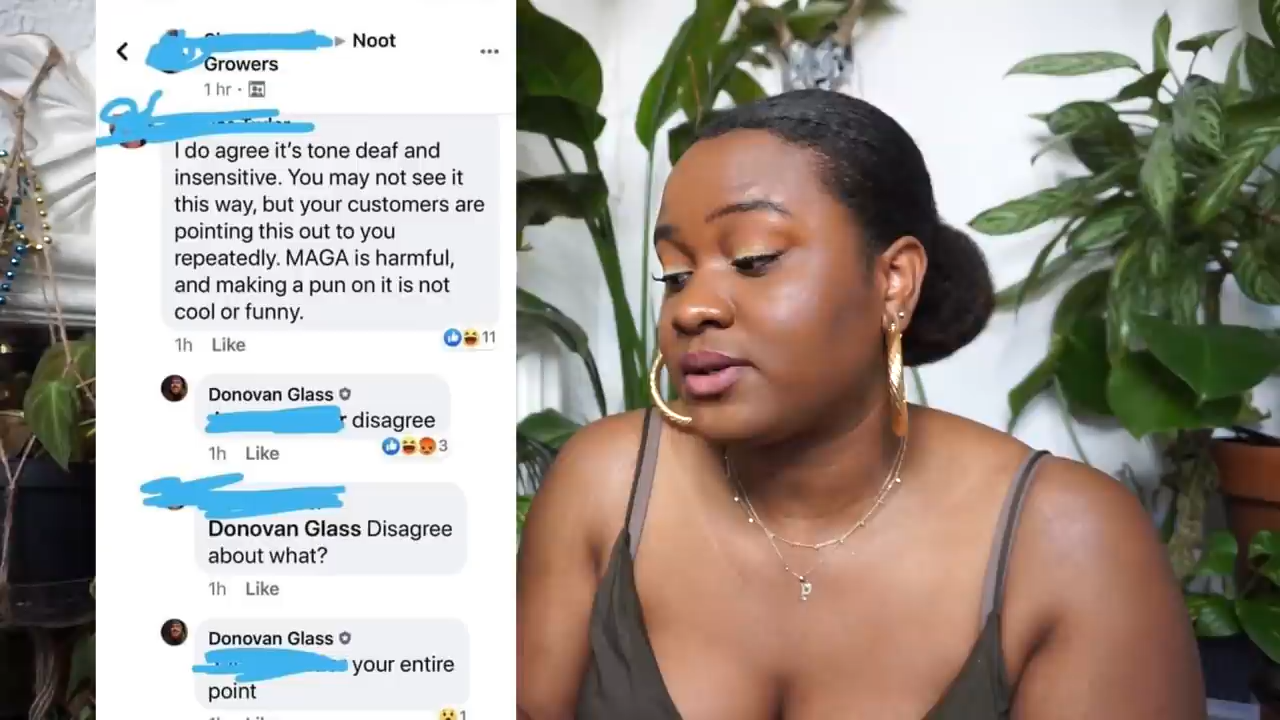 Noot
Growers
1 hr ·
I do agree it's tone deaf and
insensitive. You may not see it
this way, but your customers are
pointing this out to you
repeatedly. MAGA is harmful,
and making a pun on it is not
cool or funny.
1h Like
11
Donovan Glass
disagree
1h Like
3
Donovan Glass Disagree
about what?
1h Like
Donovan Glass
your entire
point
1
P